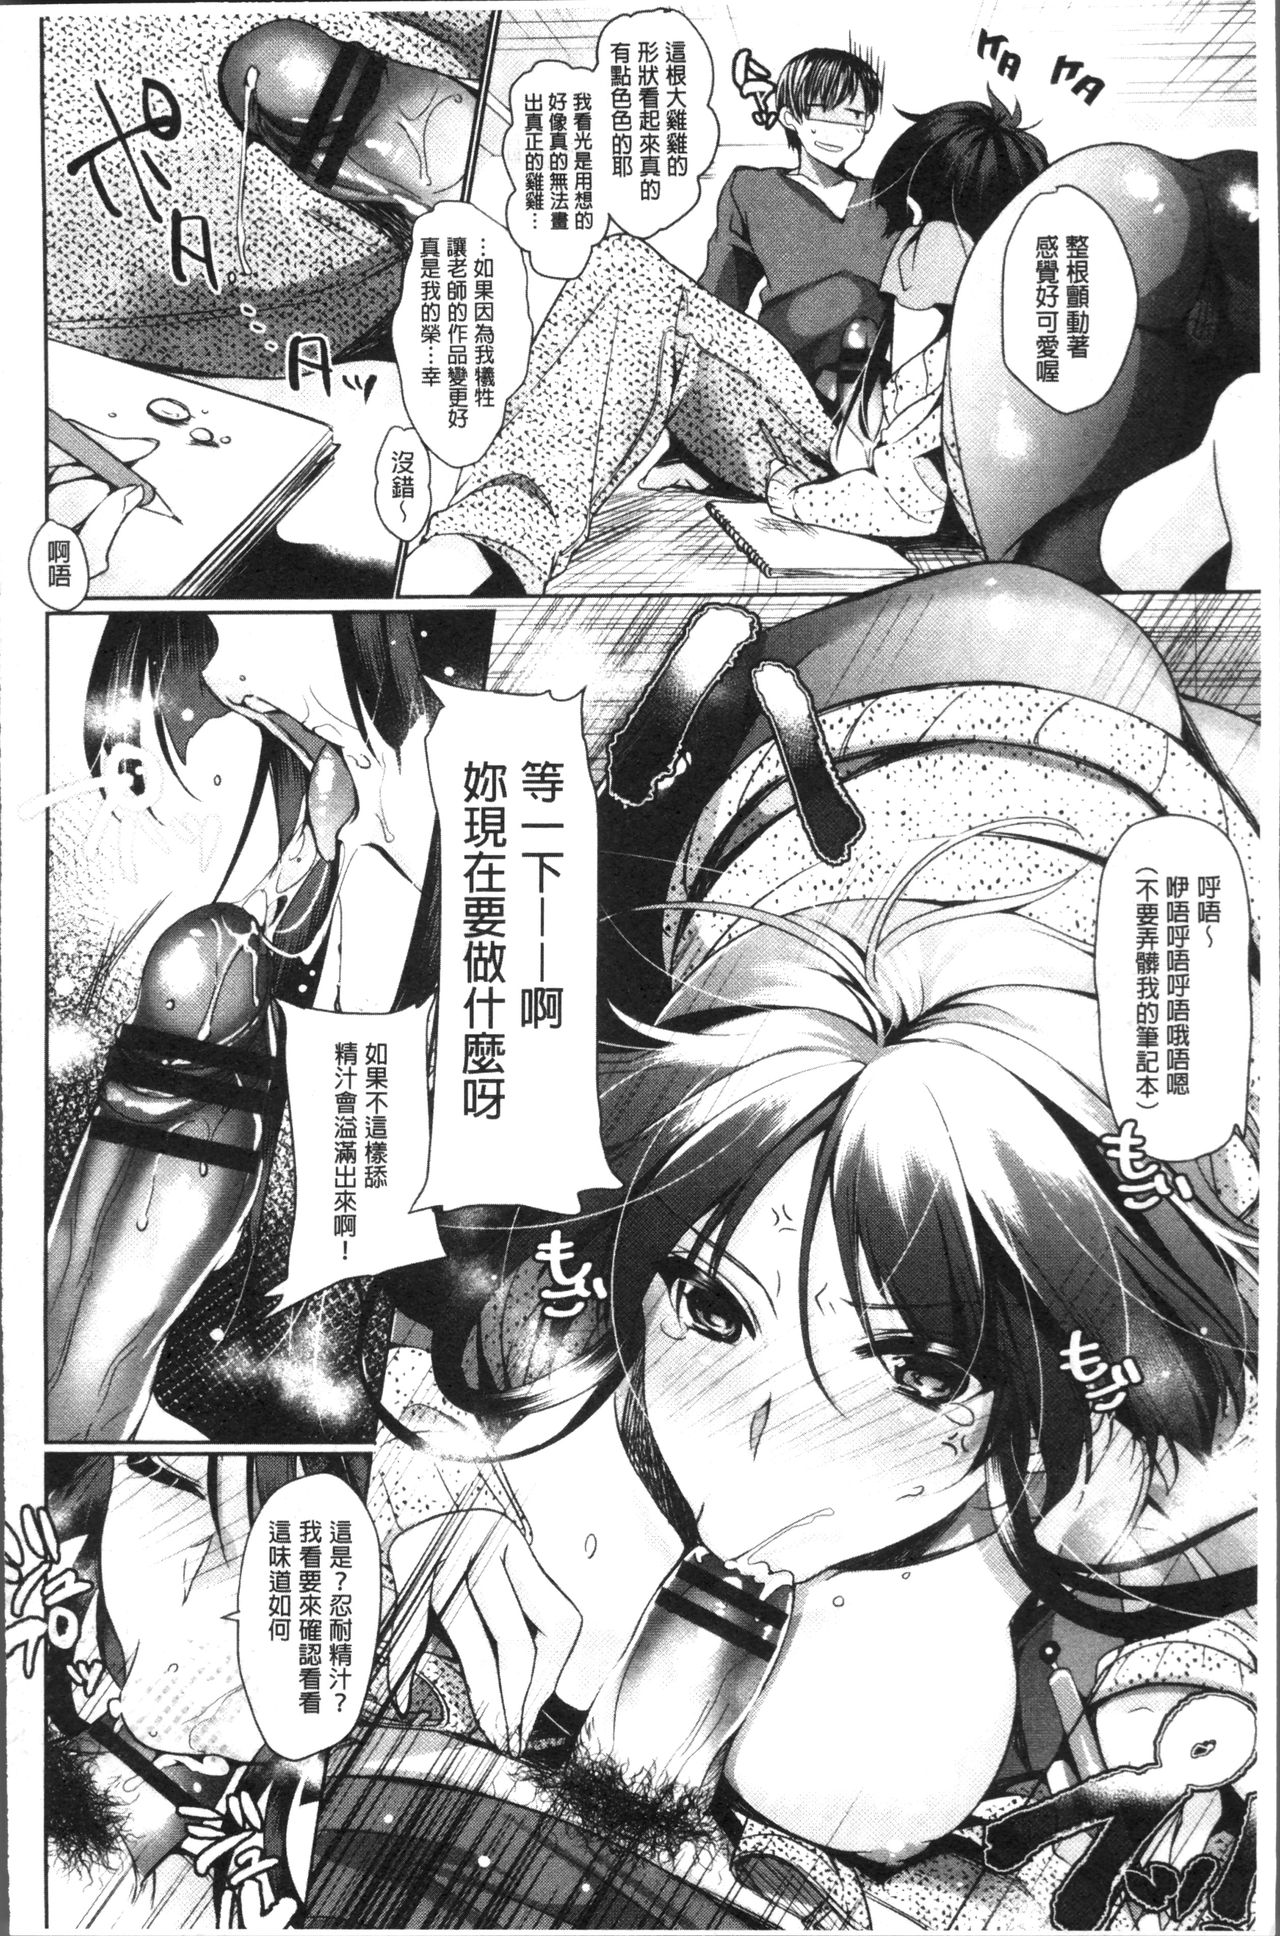 整根顫動著
感覺好可愛喔
這根大雞雞的
形狀看起來真的
有點色色的耶
我看光是用想的
好像真的無法畫
出真正的雞雞…
…如果因為我犧牲
讓老師的作品變更好
真是我的榮…幸
沒錯～
啊唔
呼唔～
咿唔呼唔呼唔哦唔嗯
(不要弄髒我的筆記本)
等一下──啊
妳現在要做什麼呀
如果不這樣舔
精汁會溢滿出來啊！
這是？忍耐精汁？
我看要來確認看看
這味道如何
もご
もご
もご